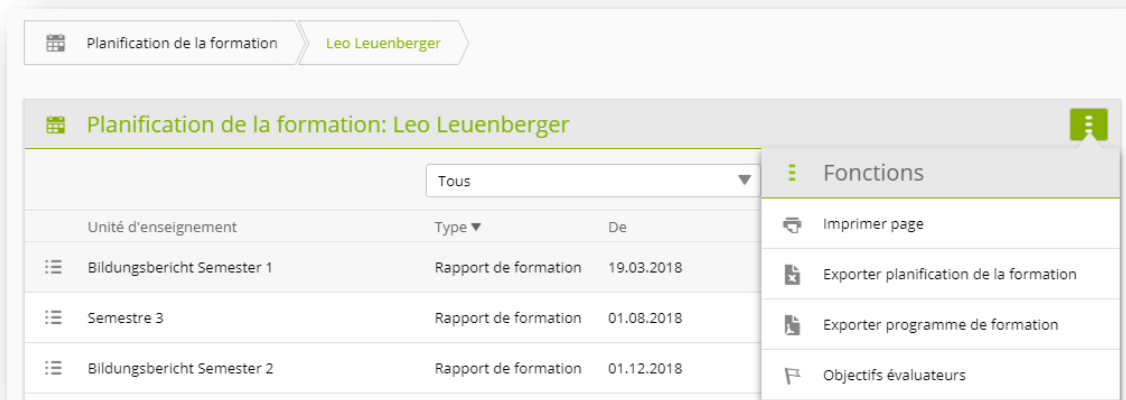 Planification de la formation Leo Leuenberger
Planification de la formation: Leo Leuenberger
Tous
Fonctions
Unité d'enseignement Type ▼ De
Imprimer page
Bildungsbericht Semester 1 Rapport de formation 19.03.2018
Exporter planification de la formation
Semestre 3 Rapport de formation 01.08.2018
Exporter programme de formation
Bildungsbericht Semester 2 Rapport de formation 01.12.2018
Objectifs évaluateurs